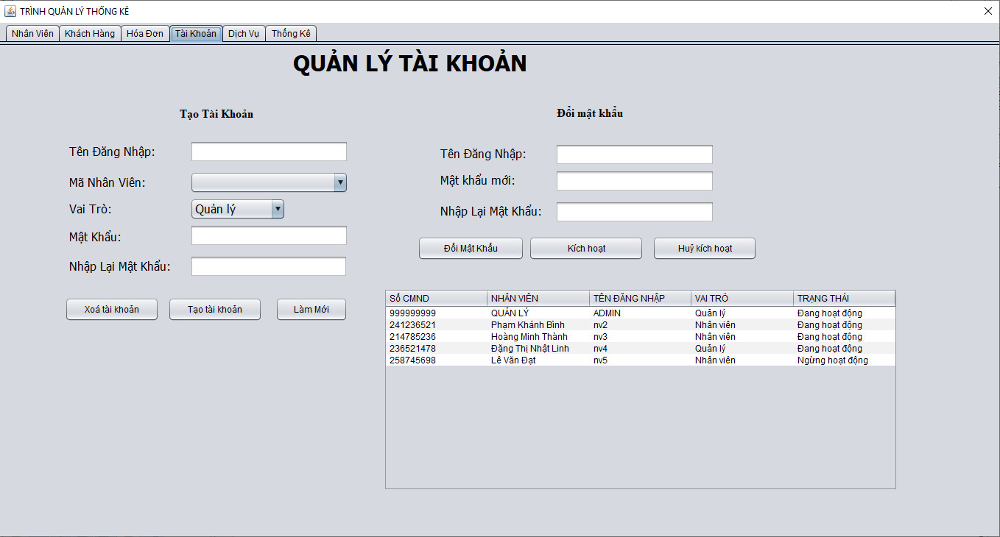 TRÌNH QUẢN LÝ THỐNG KÊ
Nhân Viên Khách Hàng Hóa Đơn Tài Khoản Dịch Vụ Thống Kê
QUẢN LÝ TÀI KHOẢN
Tạo Tài Khoản
Tên Đăng Nhập:
Mã Nhân Viên:
Vai Trò: Quản lý
Mật Khẩu:
Nhập Lại Mật Khẩu:
Xoá tài khoản Tạo tài khoản Làm Mới
Đổi mật khẩu
Tên Đăng Nhập:
Mật khẩu mới:
Nhập Lại Mật Khẩu:
Đổi Mật Khẩu Kích hoạt Huỷ kích hoạt
Số CMND NHÂN VIÊN TÊN ĐĂNG NHẬP VAI TRÒ TRẠNG THÁI
999999999 QUẢN LÝ ADMIN Quản lý Đang hoạt động
241236521 Phạm Khánh Bình nv2 Nhân viên Đang hoạt động
214785236 Hoàng Minh Thành nv3 Nhân viên Đang hoạt động
236521478 Đặng Thị Nhật Linh nv4 Quản lý Đang hoạt động
258745698 Lê Văn Đạt nv5 Nhân viên Ngừng hoạt động